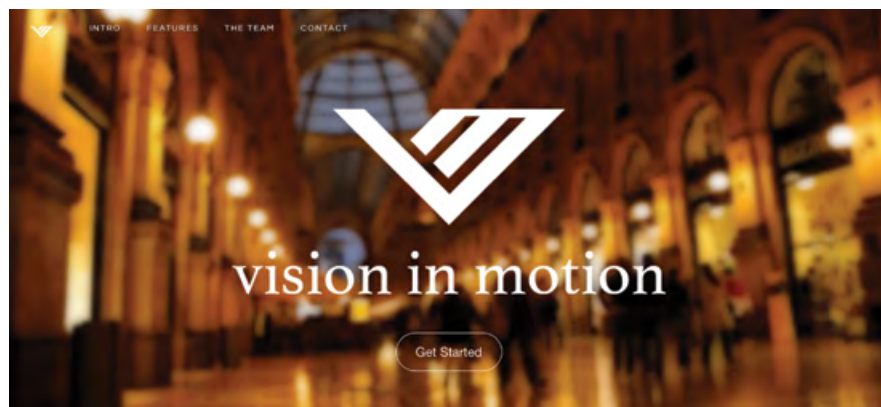 INTRO FEATURES THE TEAM CONTACT
vision in motion
Get Started